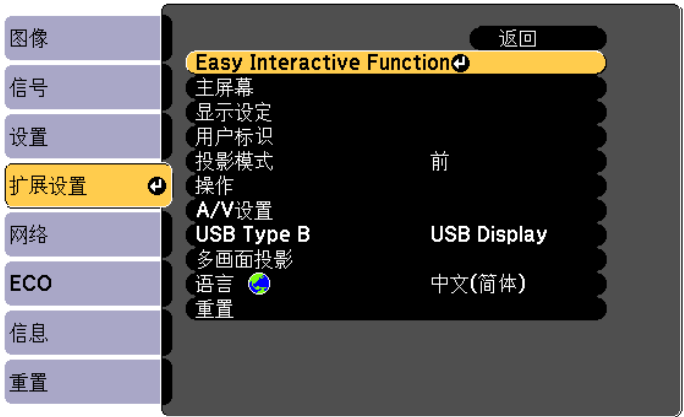 图像
信号
设置
扩展设置
网络
ECO
信息
重置
返回
Easy Interactive Function
主屏幕
显示设定
用户标识
投影模式 前
操作
A/V设置
USB Type B USB Display
多画面投影
语言 中文(简体)
重置